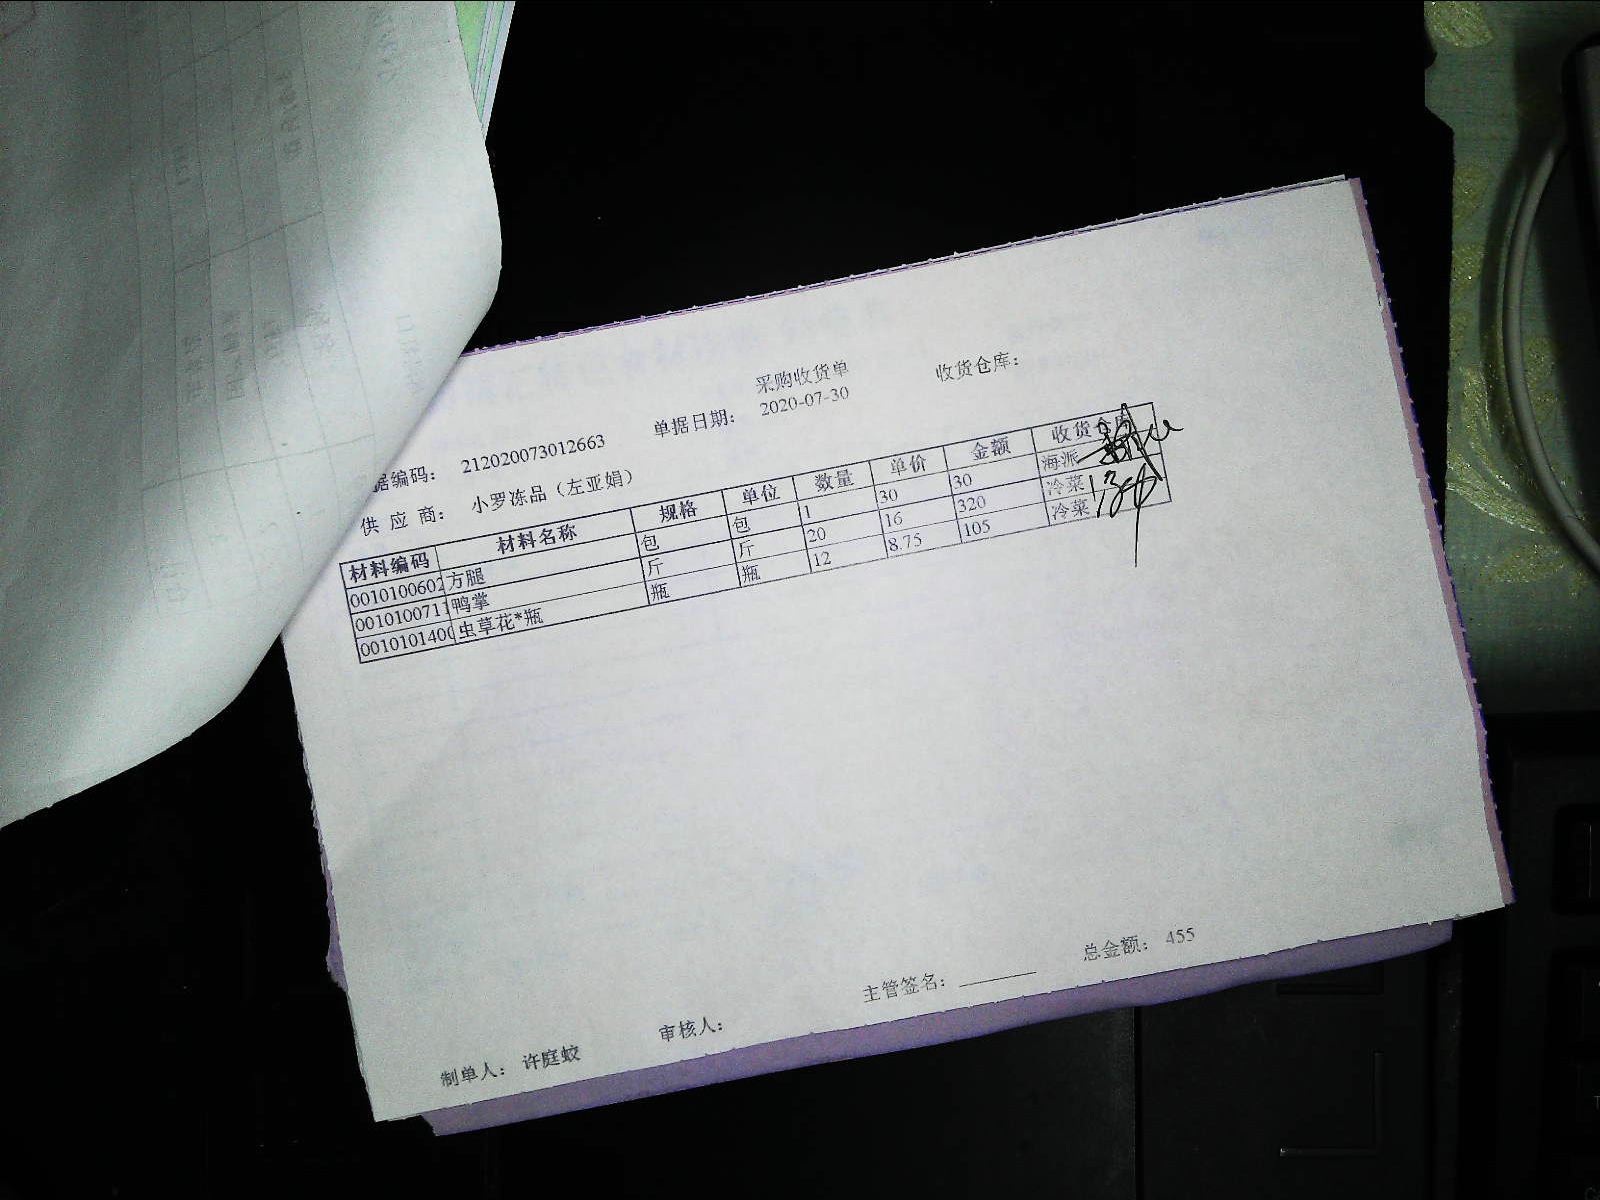 采购收货单
据编码: 212020073012663 单据日期: 2020-07-30 收货仓库:
供 应 商: 小罗冻品(左亚娟)
材料编码 材料名称 规格 单位 数量 单价 金额 收货仓库
0010100602 方腿 包 包 1 30 30 海派
001010071 鸭掌 斤 斤 20 16 320 冷菜
001010140 虫草花*瓶 瓶 瓶 12 8.75 105 冷菜
总金额: 455
制单人: 许庭蛟 审核人: 主管签名: